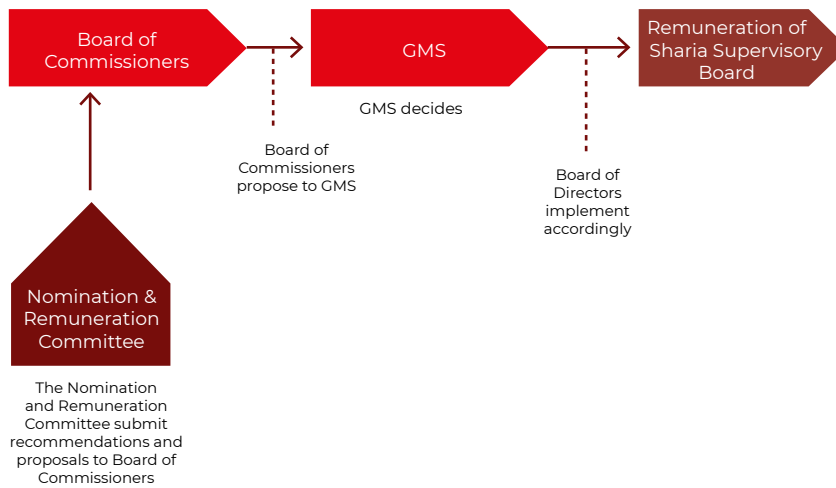 Board of
Commissioners
GMS
Remuneration of
Sharia Supervisory
Board
GMS decides
Board of
Commissioners
propose to GMS
Board of
Directors
implement
accordingly
Nomination &
Remuneration
Committee
The Nomination
and Remuneration
Committee submit
recommendations and
proposals to Board of
Commissioners